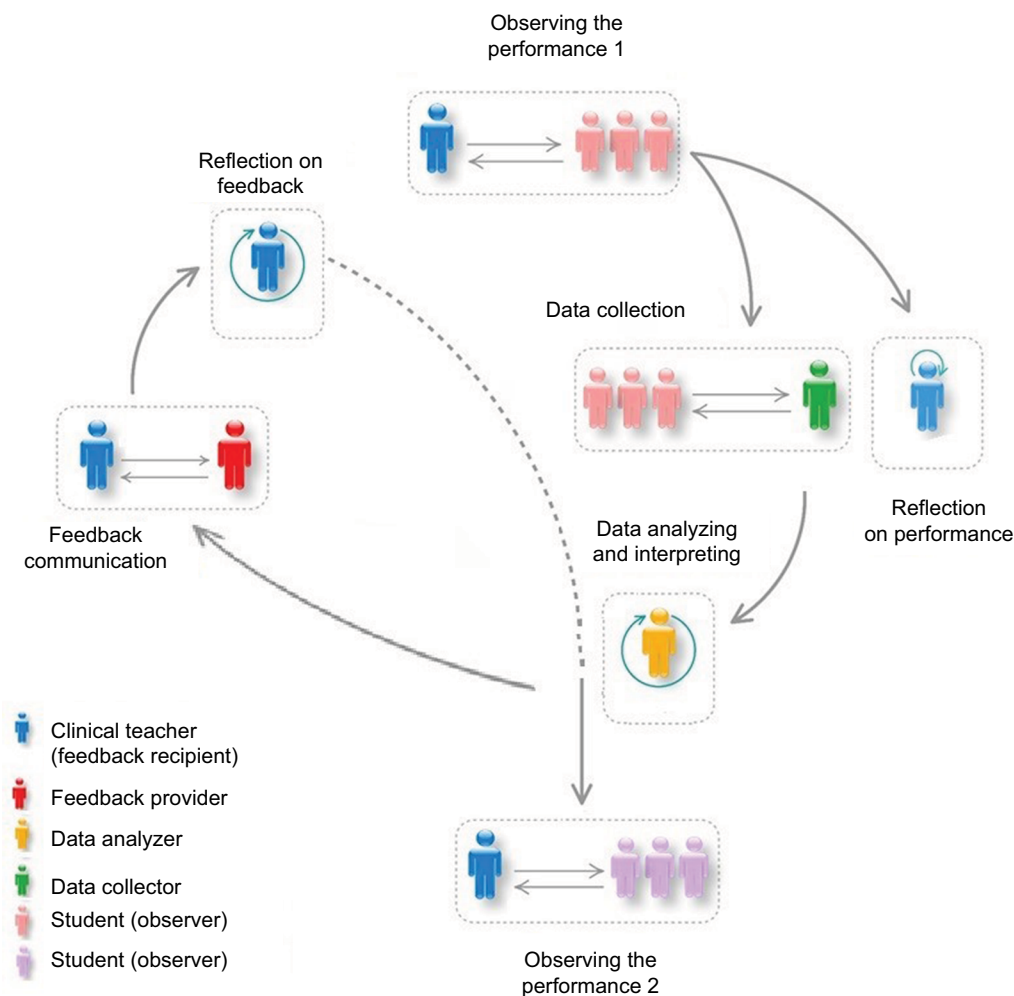 Observing the
performance 1
Reflection on
feedback
Data collection
Reflection
on performance
Data analyzing
and interpreting
Feedback
communication
Clinical teacher
(feedback recipient)
Feedback provider
Data analyzer
Data collector
Student (observer)
Student (observer)
Observing the
performance 2